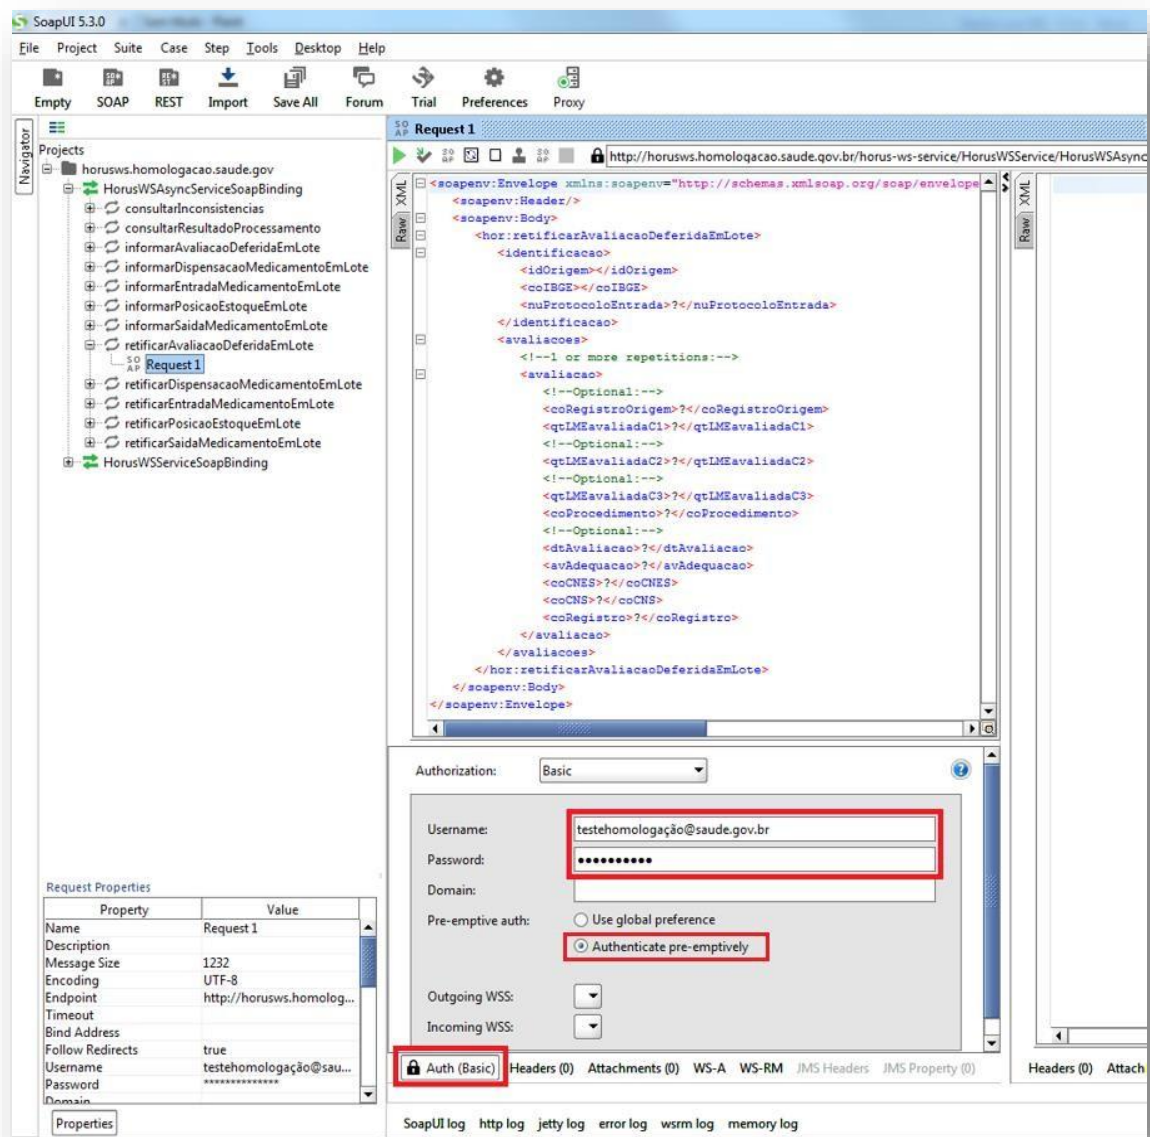 SoapUI 5.3.0
File Project Suite Case Step Tools Desktop Help
Empty SOAP REST Import Save All Forum Trial Preferences Proxy
Navigator
Projects
horusws.homologacao.saude.gov
HorusWSAsyncServiceSoapBinding
consultarInconsistencias
consultarResultadoProcessamento
informarAvaliacaoDeferidaEmLote
informarDispensacaoMedicamentoEmLote
informarEntradaMedicamentoEmLote
informarPosicaoEstoqueEmLote
informarSaidaMedicamentoEmLote
retificarAvaliacaoDeferidaEmLote
SOAP Request 1
retificarDispensacaoMedicamentoEmLote
retificarEntradaMedicamentoEmLote
retificarPosicaoEstoqueEmLote
retificarSaidaMedicamentoEmLote
HorusWSServiceSoapBinding
Request Properties
Property Value
Name Request 1
Description
Message Size 1232
Encoding UTF-8
Endpoint http://horusws.homolog...
Timeout
Bind Address
Follow Redirects true
Username testehomologação@sau...
Password **************
Domain
Properties
SOAP Request 1
http://horusws.homologacao.saude.gov.br/horus-ws-service/HorusWSService/HorusWSAsync
XML
Raw
<soapenv:Envelope xmlns:soapenv="http://schemas.xmlsoap.org/soap/envelope
<soapenv:Header/>
<soapenv:Body>
<hor:retificarAvaliacaoDeferidaEmLote>
<identificacao>
<idOrigem></idOrigem>
<coIBGE></coIBGE>
<nuProtocoloEntrada>?</nuProtocoloEntrada>
</identificacao>
<avaliacoes>
<!--1 or more repetitions:-->
<avaliacao>
<!--Optional:-->
<coRegistroOrigem>?</coRegistroOrigem>
<qtLMEavaliadaC1>?</qtLMEavaliadaC1>
<!--Optional:-->
<qtLMEavaliadaC2>?</qtLMEavaliadaC2>
<!--Optional:-->
<qtLMEavaliadaC3>?</qtLMEavaliadaC3>
<coProcedimento>?</coProcedimento>
<!--Optional:-->
<dtAvaliacao>?</dtAvaliacao>
<avAdequacao>?</avAdequacao>
<coCNES>?</coCNES>
<coCNS>?</coCNS>
<coRegistro>?</coRegistro>
</avaliacao>
</avaliacoes>
</hor:retificarAvaliacaoDeferidaEmLote>
</soapenv:Body>
</soapenv:Envelope>
XML
Raw
Authorization: Basic
Username: testehomologação@saude.gov.br
Password: ••••••••••
Domain:
Pre-emptive auth: Use global preference
Authenticate pre-emptively
Outgoing WSS:
Incoming WSS:
Auth (Basic) Headers (0) Attachments (0) WS-A WS-RM JMS Headers JMS Property (0)
Headers (0) Attach
SoapUI log http log jetty log error log wsrm log memory log